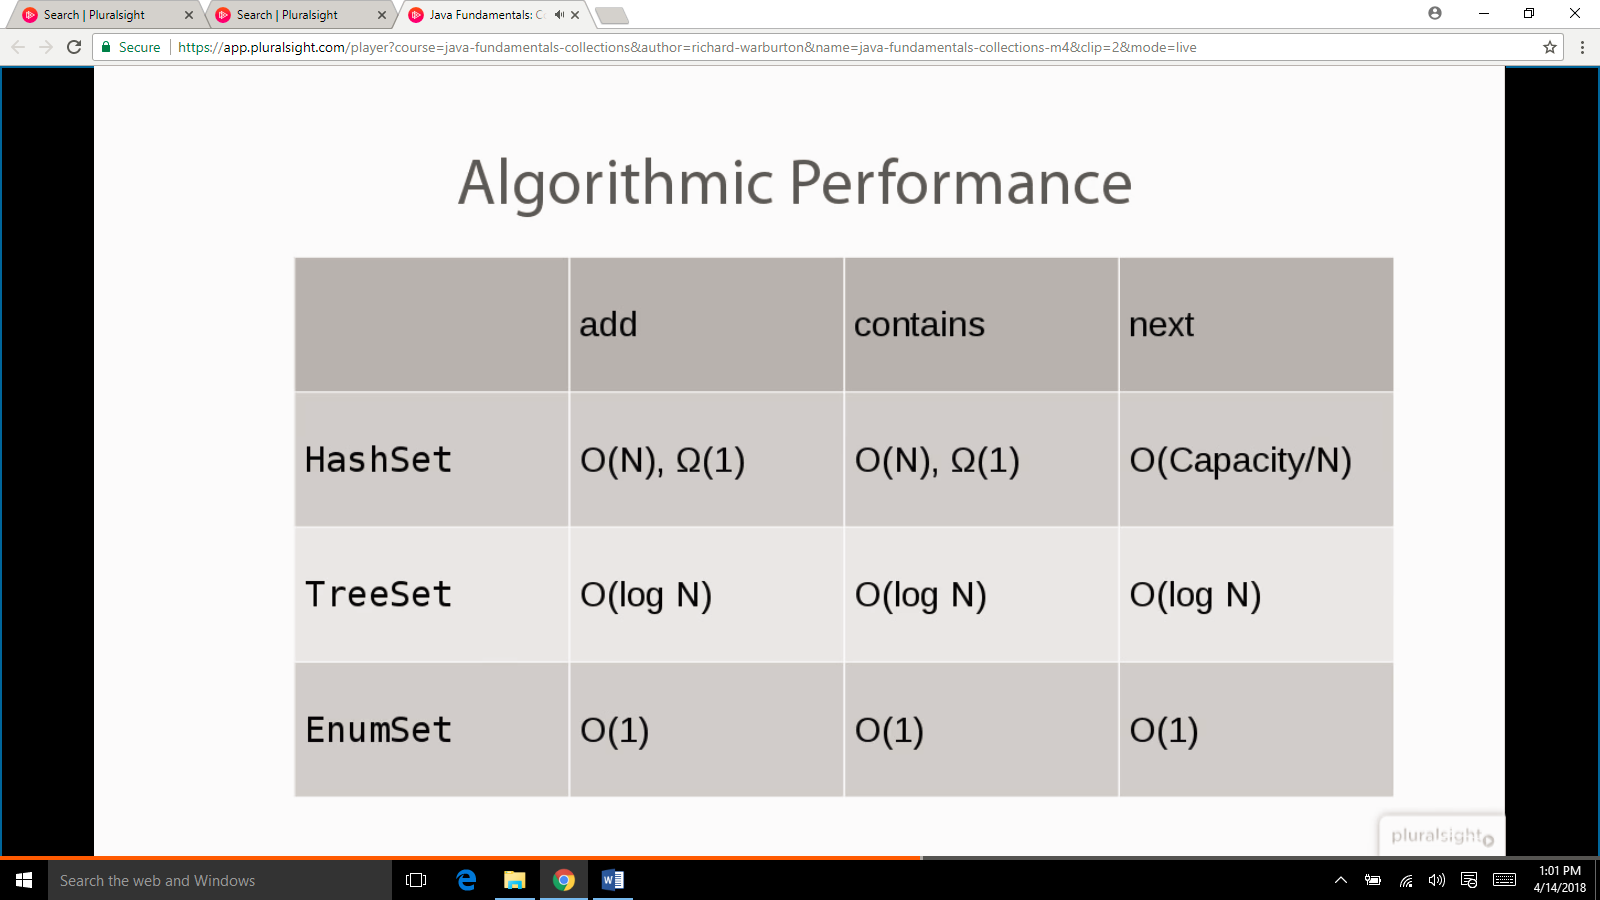 Search | Pluralsight
Search | Pluralsight
Java Fundamentals: C
Secure
https://app.pluralsight.com/player?course=java-fundamentals-collections&author=richard-warburton&name=java-fundamentals-collections-m4&clip=2&mode=live
Algorithmic Performance
add contains next
HashSet O(N), Ω(1) O(N), Ω(1) O(Capacity/N)
TreeSet O(log N) O(log N) O(log N)
EnumSet O(1) O(1) O(1)
pluralsight
Search the web and Windows
1:01 PM
4/14/2018